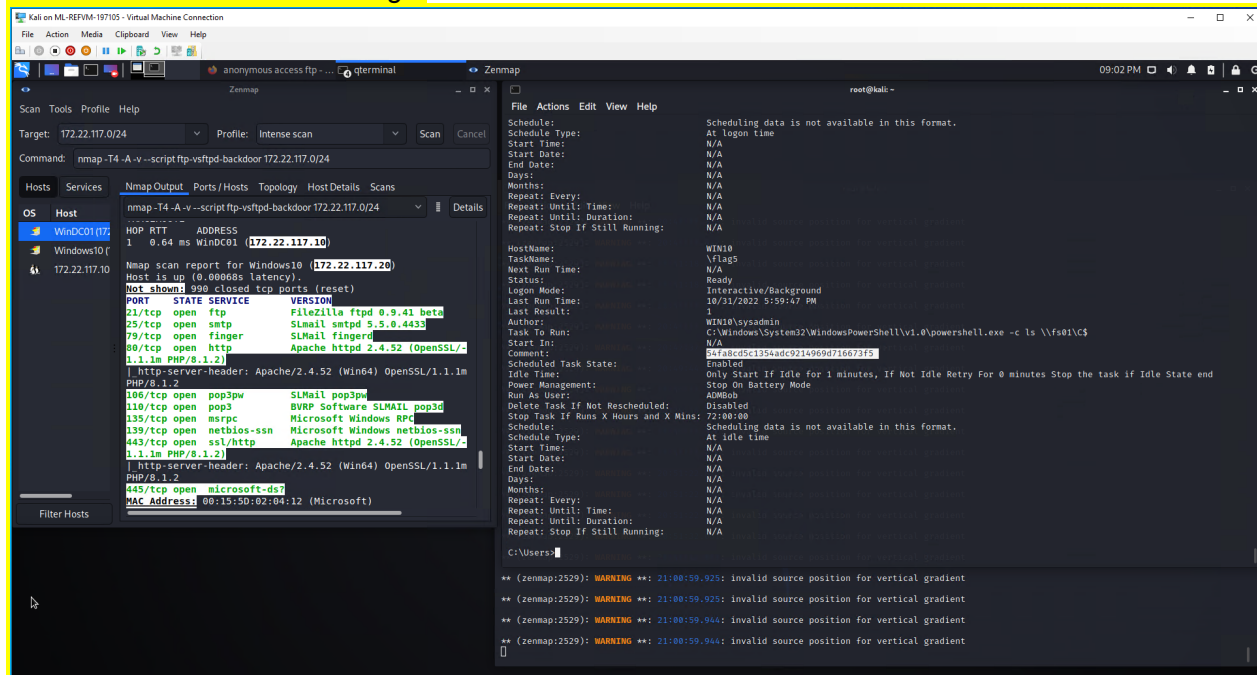 Kali on ML-REFVM-197105 - Virtual Machine Connection
File Action Media Clipboard View Help
anonymous access ftp - ... qterminal Zenmap 09:02 PM
Zenmap
Scan Tools Profile Help
Target: 172.22.117.0/24 Profile: Intense scan Scan Cancel
Command: nmap -T4 -A -v --script ftp-vsftpd-backdoor 172.22.117.0/24
Hosts Services Nmap Output Ports / Hosts Topology Host Details Scans
OS Host
WinDC01 (172
Windows10 (
172.22.117.10
Filter Hosts
nmap -T4 -A -v --script ftp-vsftpd-backdoor 172.22.117.0/24 Details
HOP RTT ADDRESS
1 0.64 ms WinDC01 (172.22.117.10)
Nmap scan report for Windows10 (172.22.117.20)
Host is up (0.00068s latency).
Not shown: 990 closed tcp ports (reset)
PORT STATE SERVICE VERSION
21/tcp open ftp FileZilla ftpd 0.9.41 beta
25/tcp open smtp SLmail smtpd 5.5.0.4433
79/tcp open finger SLMail fingerd
80/tcp open http Apache httpd 2.4.52 (OpenSSL/-
1.1.1m PHP/8.1.2)
|_http-server-header: Apache/2.4.52 (Win64) OpenSSL/1.1.1m
PHP/8.1.2
106/tcp open pop3pw SLMail pop3pw
110/tcp open pop3 BVRP Software SLMAIL pop3d
135/tcp open msrpc Microsoft Windows RPC
139/tcp open netbios-ssn Microsoft Windows netbios-ssn
443/tcp open ssl/http Apache httpd 2.4.52 (OpenSSL/-
1.1.1m PHP/8.1.2)
|_http-server-header: Apache/2.4.52 (Win64) OpenSSL/1.1.1m
PHP/8.1.2
445/tcp open microsoft-ds?
MAC Address: 00:15:5D:02:04:12 (Microsoft)
root@kali: ~
File Actions Edit View Help
Schedule: Scheduling data is not available in this format.
Schedule Type: At logon time
Start Time: N/A
Start Date: N/A
End Date: N/A
Days: N/A
Months: N/A
Repeat: Every: N/A
Repeat: Until: Time: N/A
Repeat: Until: Duration: N/A
Repeat: Stop If Still Running: N/A
HostName: WIN10
TaskName: \flag5
Next Run Time: N/A
Status: Ready
Logon Mode: Interactive/Background
Last Run Time: 10/31/2022 5:59:47 PM
Last Result: 1
Author: WIN10\sysadmin
Task To Run: C:\Windows\System32\WindowsPowerShell\v1.0\powershell.exe -c ls \\fs01\C$
Start In: N/A
Comment: 54fa8cd5c1354adc9214969d716673f5
Scheduled Task State: Enabled
Idle Time: Only Start If Idle for 1 minutes, If Not Idle Retry For 0 minutes Stop the task if Idle State end
Power Management: Stop On Battery Mode
Run As User: ADMBob
Delete Task If Not Rescheduled: Disabled
Stop Task If Runs X Hours and X Mins: 72:00:00
Schedule: Scheduling data is not available in this format.
Schedule Type: At idle time
Start Time: N/A
Start Date: N/A
End Date: N/A
Days: N/A
Months: N/A
Repeat: Every: N/A
Repeat: Until: Time: N/A
Repeat: Until: Duration: N/A
Repeat: Stop If Still Running: N/A
C:\Users>
** (zenmap:2529): WARNING **: 21:00:59.925: invalid source position for vertical gradient
** (zenmap:2529): WARNING **: 21:00:59.925: invalid source position for vertical gradient
** (zenmap:2529): WARNING **: 21:00:59.944: invalid source position for vertical gradient
** (zenmap:2529): WARNING **: 21:00:59.944: invalid source position for vertical gradient